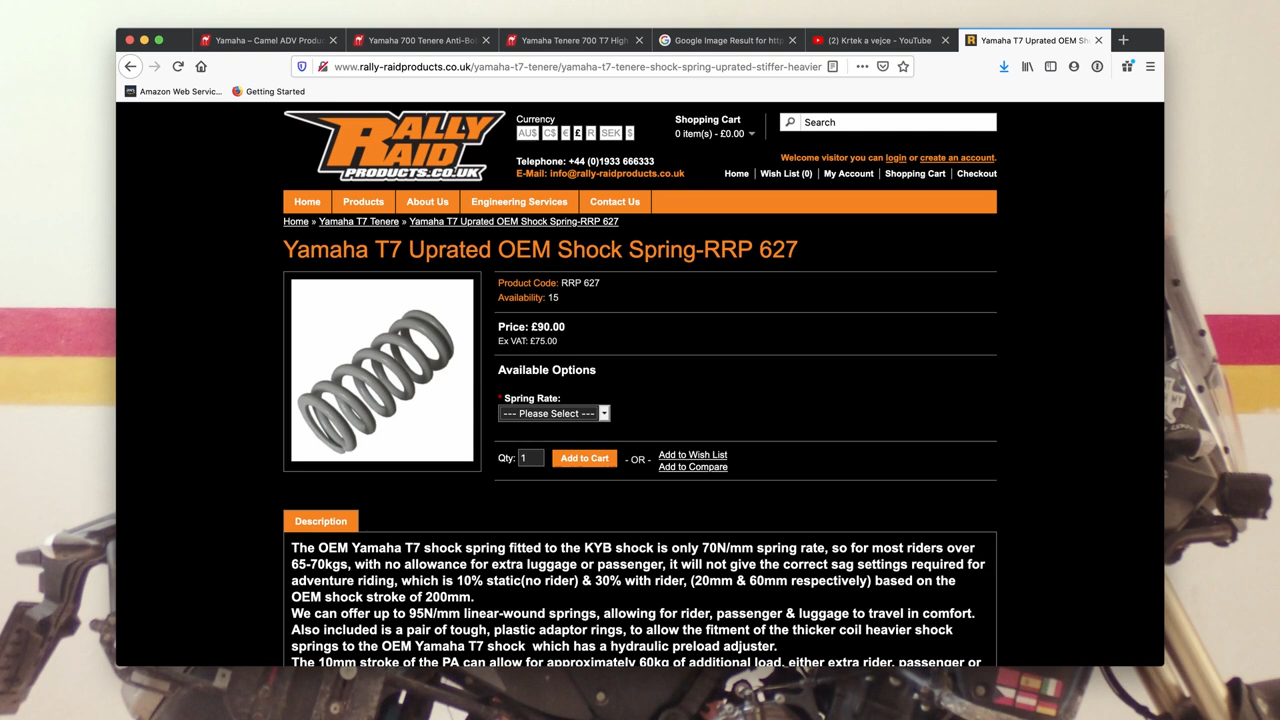 Yamaha – Camel ADV Produ
Yamaha 700 Tenere Anti-Bo
Yamaha Tenere 700 T7 High
Google Image Result for http
(2) Krtek a vejce - YouTube
Yamaha T7 Uprated OEM Sh
www.rally-raidproducts.co.uk/yamaha-t7-tenere/yamaha-t7-tenere-shock-spring-uprated-stiffer-heavier
Amazon Web Servic...
Getting Started
RALLY
RAID
PRODUCTS.CO.UK
Currency
AU$ C$ € £ R SEK $
Shopping Cart
0 item(s) - £0.00
Search
Telephone: +44 (0)1933 666333
E-Mail: info@rally-raidproducts.co.uk
Welcome visitor you can login or create an account.
Home Wish List (0) My Account Shopping Cart Checkout
Home Products About Us Engineering Services Contact Us
Home » Yamaha T7 Tenere » Yamaha T7 Uprated OEM Shock Spring-RRP 627
Yamaha T7 Uprated OEM Shock Spring-RRP 627
Product Code: RRP 627
Availability: 15
Price: £90.00
Ex VAT: £75.00
Available Options
* Spring Rate:
--- Please Select ---
Qty: 1 Add to Cart - OR - Add to Wish List
Add to Compare
Description
The OEM Yamaha T7 shock spring fitted to the KYB shock is only 70N/mm spring rate, so for most riders over
65-70kgs, with no allowance for extra luggage or passenger, it will not give the correct sag settings required for
adventure riding, which is 10% static(no rider) & 30% with rider, (20mm & 60mm respectively) based on the
OEM shock stroke of 200mm.
We can offer up to 95N/mm linear-wound springs, allowing for rider, passenger & luggage to travel in comfort.
Also included is a pair of tough, plastic adaptor rings, to allow the fitment of the thicker coil heavier shock
springs to the OEM Yamaha T7 shock which has a hydraulic preload adjuster.
The 10mm stroke of the PA can allow for approximately 60kg of additional load, either extra rider, passenger or